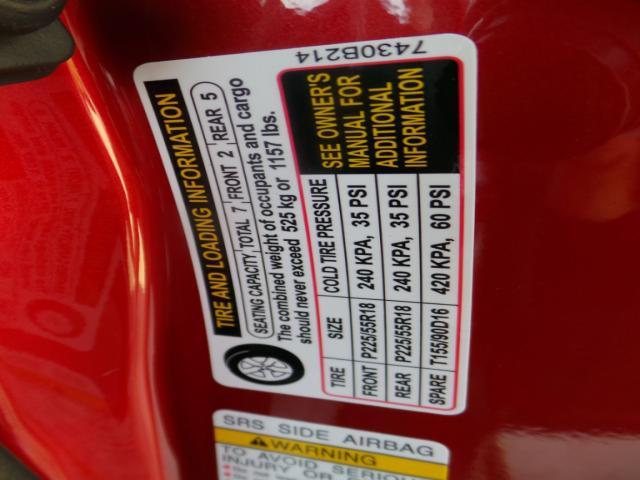 7430B214
TIRE AND LOADING INFORMATION
SEATING CAPACITY TOTAL 7 FRONT 2 REAR 5
The combined weight of occupants and cargo
should never exceed 525 kg or 1157 lbs.
TIRE SIZE COLD TIRE PRESSURE
FRONT P225/55R18 240 KPA, 35 PSI
REAR P225/55R18 240 KPA, 35 PSI
SPARE T155/90D16 420 KPA, 60 PSI
SEE OWNER'S
MANUAL FOR
ADDITIONAL
INFORMATION
SRS SIDE AIRBAG
WARNING
TO AVOID SERIOUS
INJURY OR